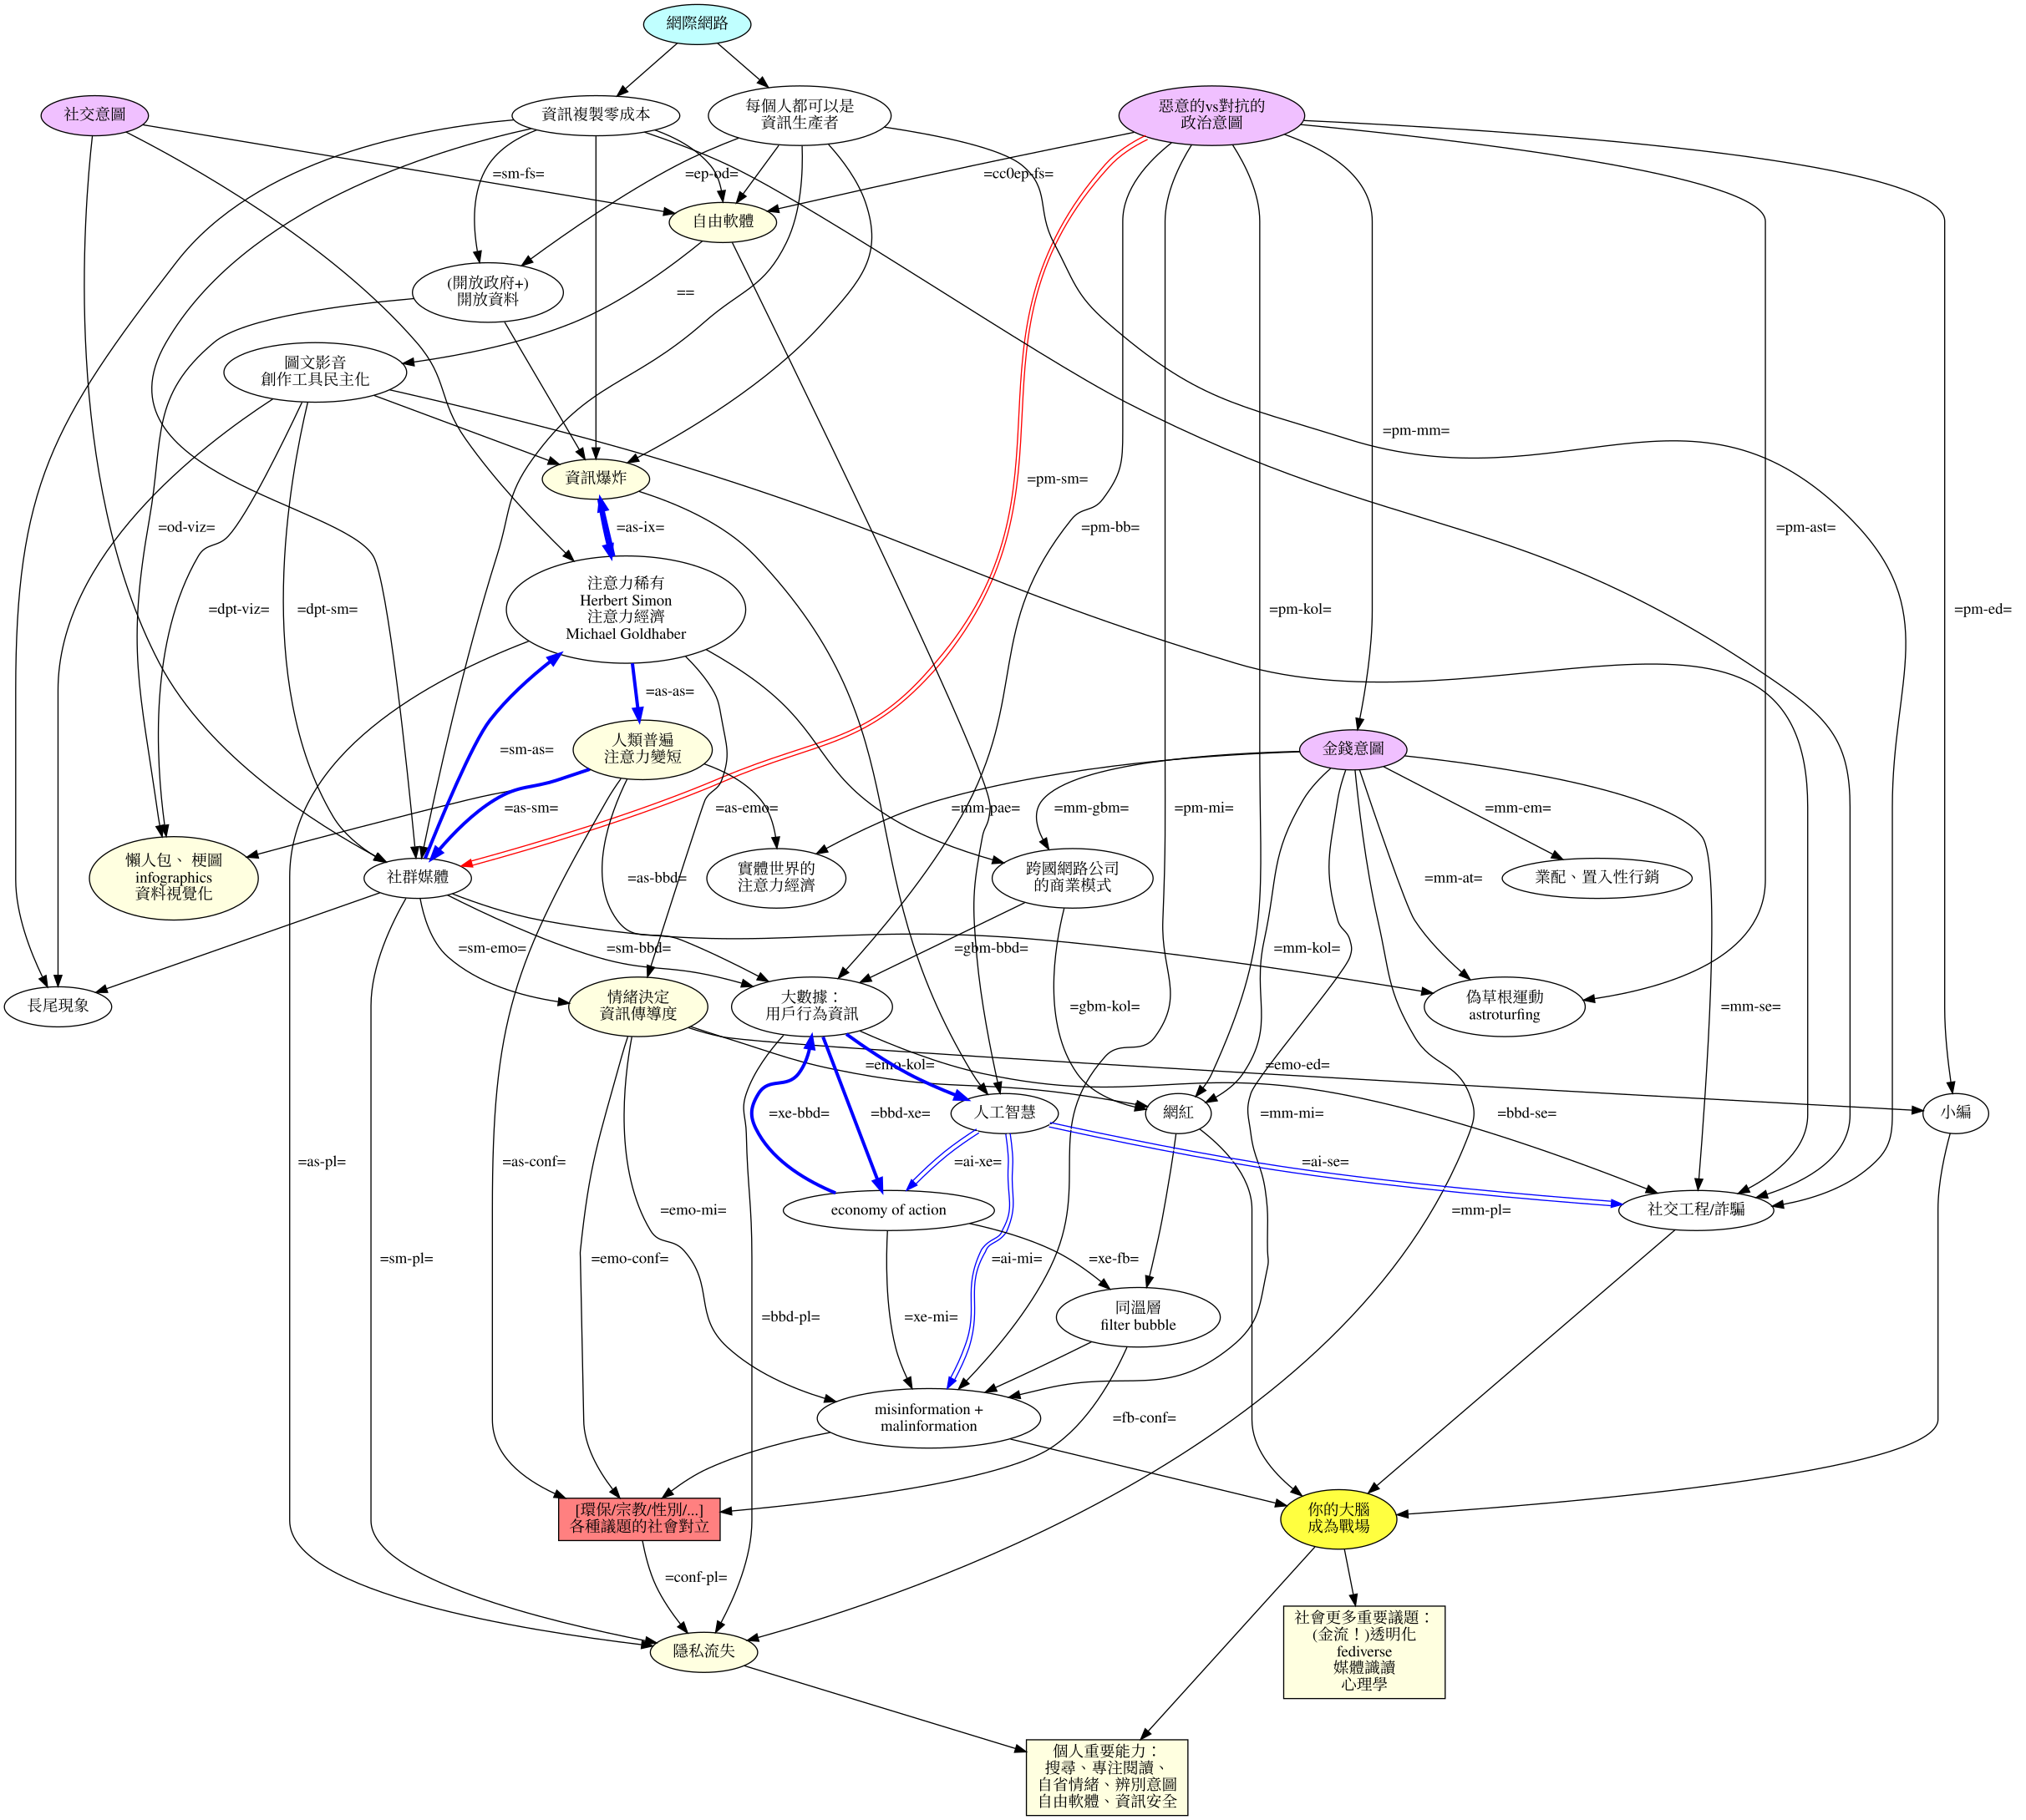 網際網路
社交意圖
資訊複製零成本
每個人都可以是
資訊生產者
惡意的vs對抗的
政治意圖
=sm-fs=
=ep-od=
=cc0ep-fs=
自由軟體
(開放政府+)
開放資料
==
圖文影音
創作工具民主化
=pm-mm=
資訊爆炸
=pm-sm=
=od-viz=
=as-ix=
=pm-bb=
=pm-ast=
注意力稀有
Herbert Simon
注意力經濟
Michael Goldhaber
=dpt-viz=
=dpt-sm=
=pm-kol=
=pm-ed=
=as-as=
人類普遍
注意力變短
金錢意圖
=sm-as=
=as-sm=
=as-emo=
=mm-pae=
=mm-gbm=
=pm-mi=
=mm-em=
懶人包、 梗圖
infographics
資料視覺化
社群媒體
=as-bbd=
實體世界的
注意力經濟
跨國網路公司
的商業模式
=mm-at=
業配、置入性行銷
=sm-emo=
=sm-bbd=
=gbm-bbd=
=mm-kol=
長尾現象
情緒決定
資訊傳導度
大數據：
用戶行為資訊
=gbm-kol=
偽草根運動
astroturfing
=mm-se=
=emo-kol=
=emo-ed=
=xe-bbd=
=bbd-xe=
人工智慧
網紅
=mm-mi=
=bbd-se=
小編
=as-pl=
=as-conf=
=ai-xe=
=ai-se=
=emo-mi=
economy of action
社交工程/詐騙
=mm-pl=
=sm-pl=
=emo-conf=
=ai-mi=
=xe-fb=
=bbd-pl=
=xe-mi=
同溫層
filter bubble
misinformation +
malinformation
=fb-conf=
[環保/宗教/性別/...]
各種議題的社會對立
你的大腦
成為戰場
=conf-pl=
隱私流失
社會更多重要議題：
(金流！)透明化
fediverse
媒體識讀
心理學
個人重要能力：
搜尋、專注閱讀、
自省情緒、辨別意圖
自由軟體、資訊安全